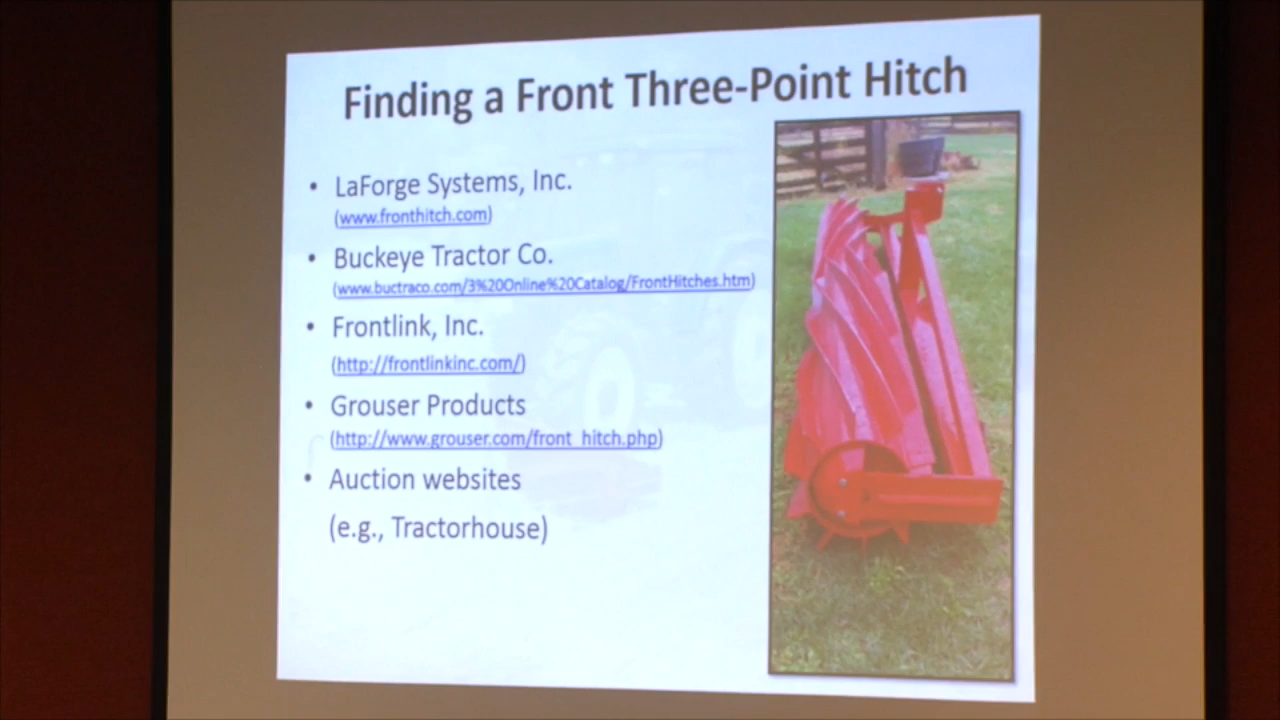 Finding a Front Three-Point Hitch
• LaForge Systems, Inc.
(www.fronthitch.com)
• Buckeye Tractor Co.
(www.buctraco.com/3%20Online%20Catalog/FrontHitches.htm)
• Frontlink, Inc.
(http://frontlinkinc.com/)
• Grouser Products
(http://www.grouser.com/front_hitch.php)
• Auction websites
(e.g., Tractorhouse)